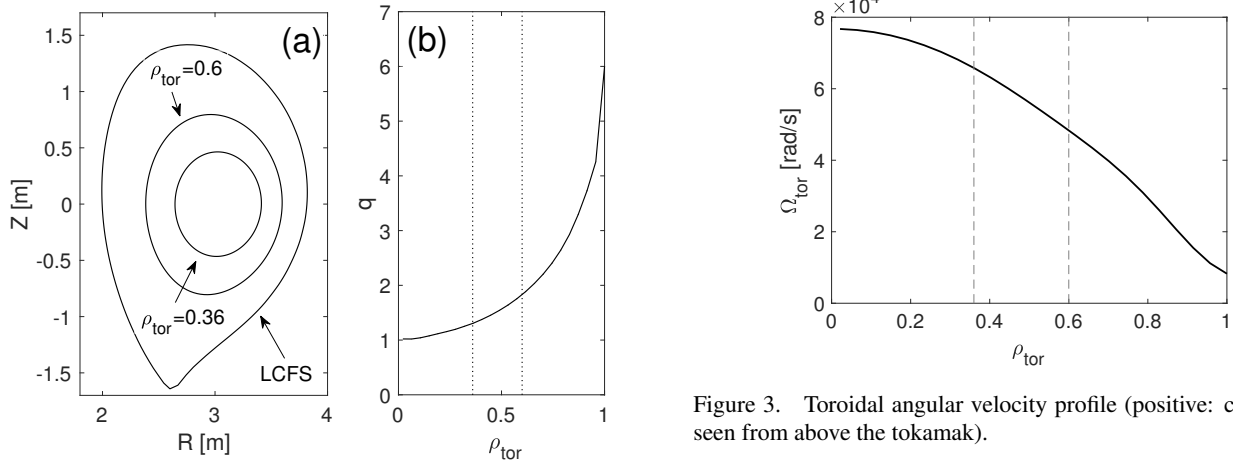 (a)
ρtor=0.6
ρtor=0.36
LCFS
1.5
1
0.5
0
-0.5
-1
-1.5
Z [m]
2
3
4
R [m]
(b)
7
6
5
4
3
2
1
0
q
0
0.5
1
ρtor
8
6
4
2
0
Ωtor [rad/s]
0
0.2
0.4
0.6
0.8
1
ρtor
Figure 3. Toroidal angular velocity profile (positive: c
seen from above the tokamak).